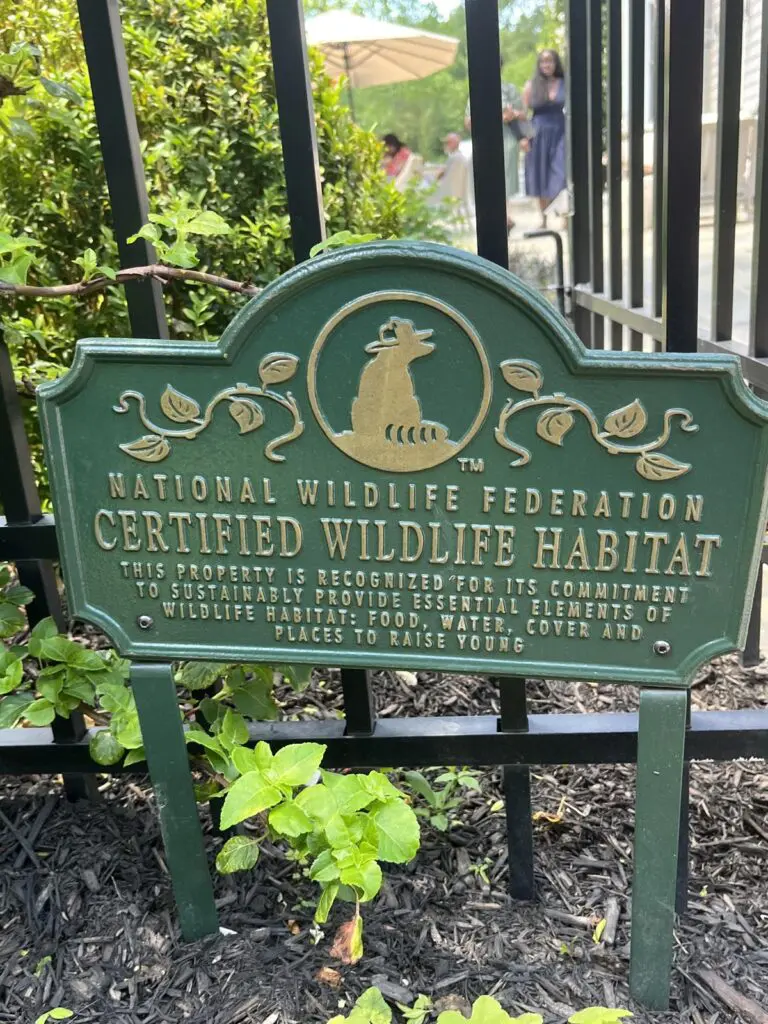 TM
NATIONAL WILDLIFE FEDERATION
CERTIFIED WILDLIFE HABITAT
THIS PROPERTY IS RECOGNIZED FOR ITS COMMITMENT
TO SUSTAINABLY PROVIDE ESSENTIAL ELEMENTS OF
WILDLIFE HABITAT: FOOD, WATER, COVER AND
PLACES TO RAISE YOUNG